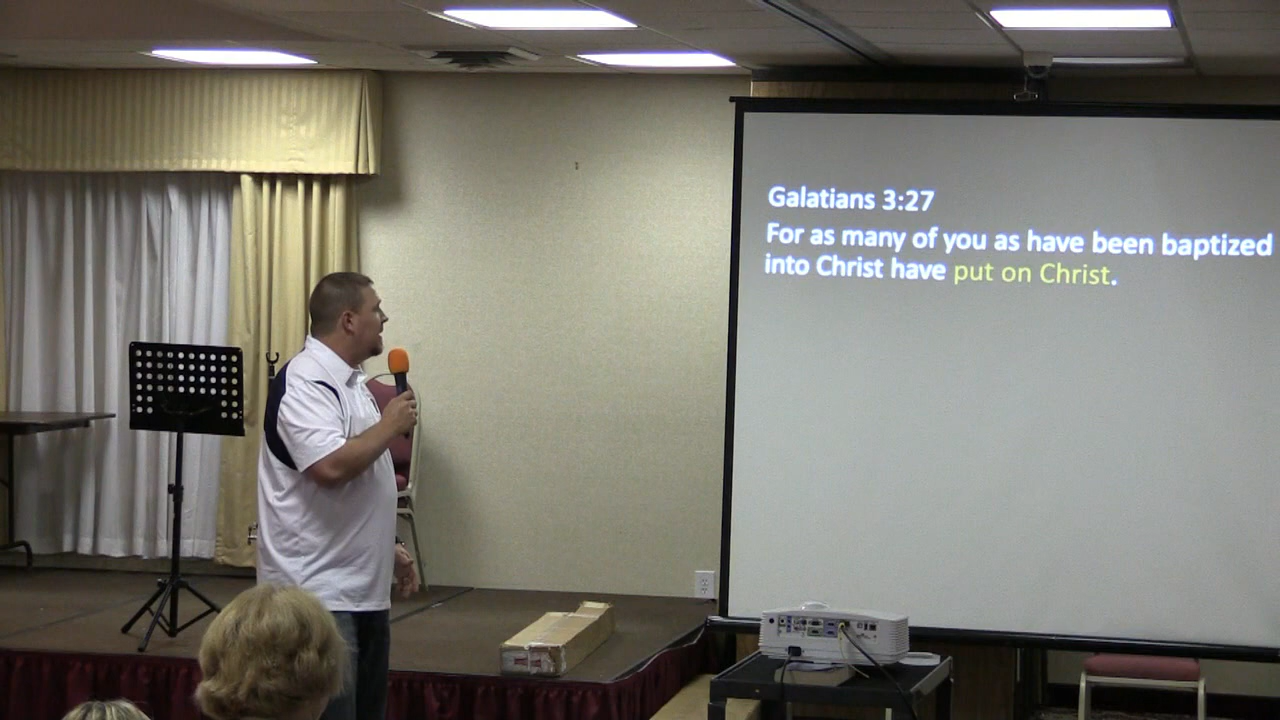 Galatians 3:27
For as many of you as have been baptized
into Christ have put on Christ.